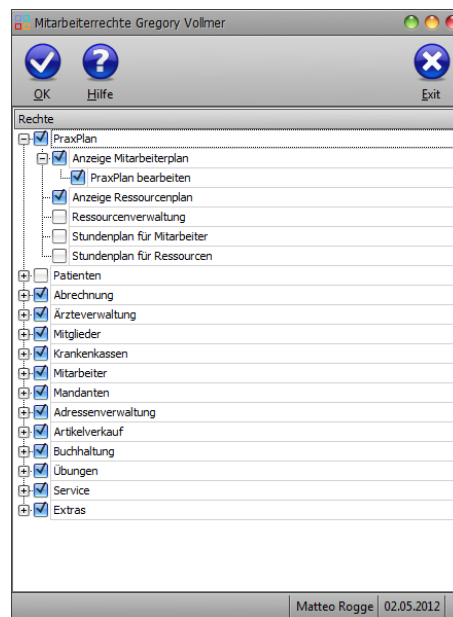 Mitarbeiterrechte Gregory Vollmer
OK Hilfe Exit
Rechte
PraxPlan
Anzeige Mitarbeiterplan
PraxPlan bearbeiten
Anzeige Ressourcenplan
Ressourcenverwaltung
Stundenplan für Mitarbeiter
Stundenplan für Ressourcen
Patienten
Abrechnung
Ärzteverwaltung
Mitglieder
Krankenkassen
Mitarbeiter
Mandanten
Adressenverwaltung
Artikelverkauf
Buchhaltung
Übungen
Service
Extras
Matteo Rogge 02.05.2012